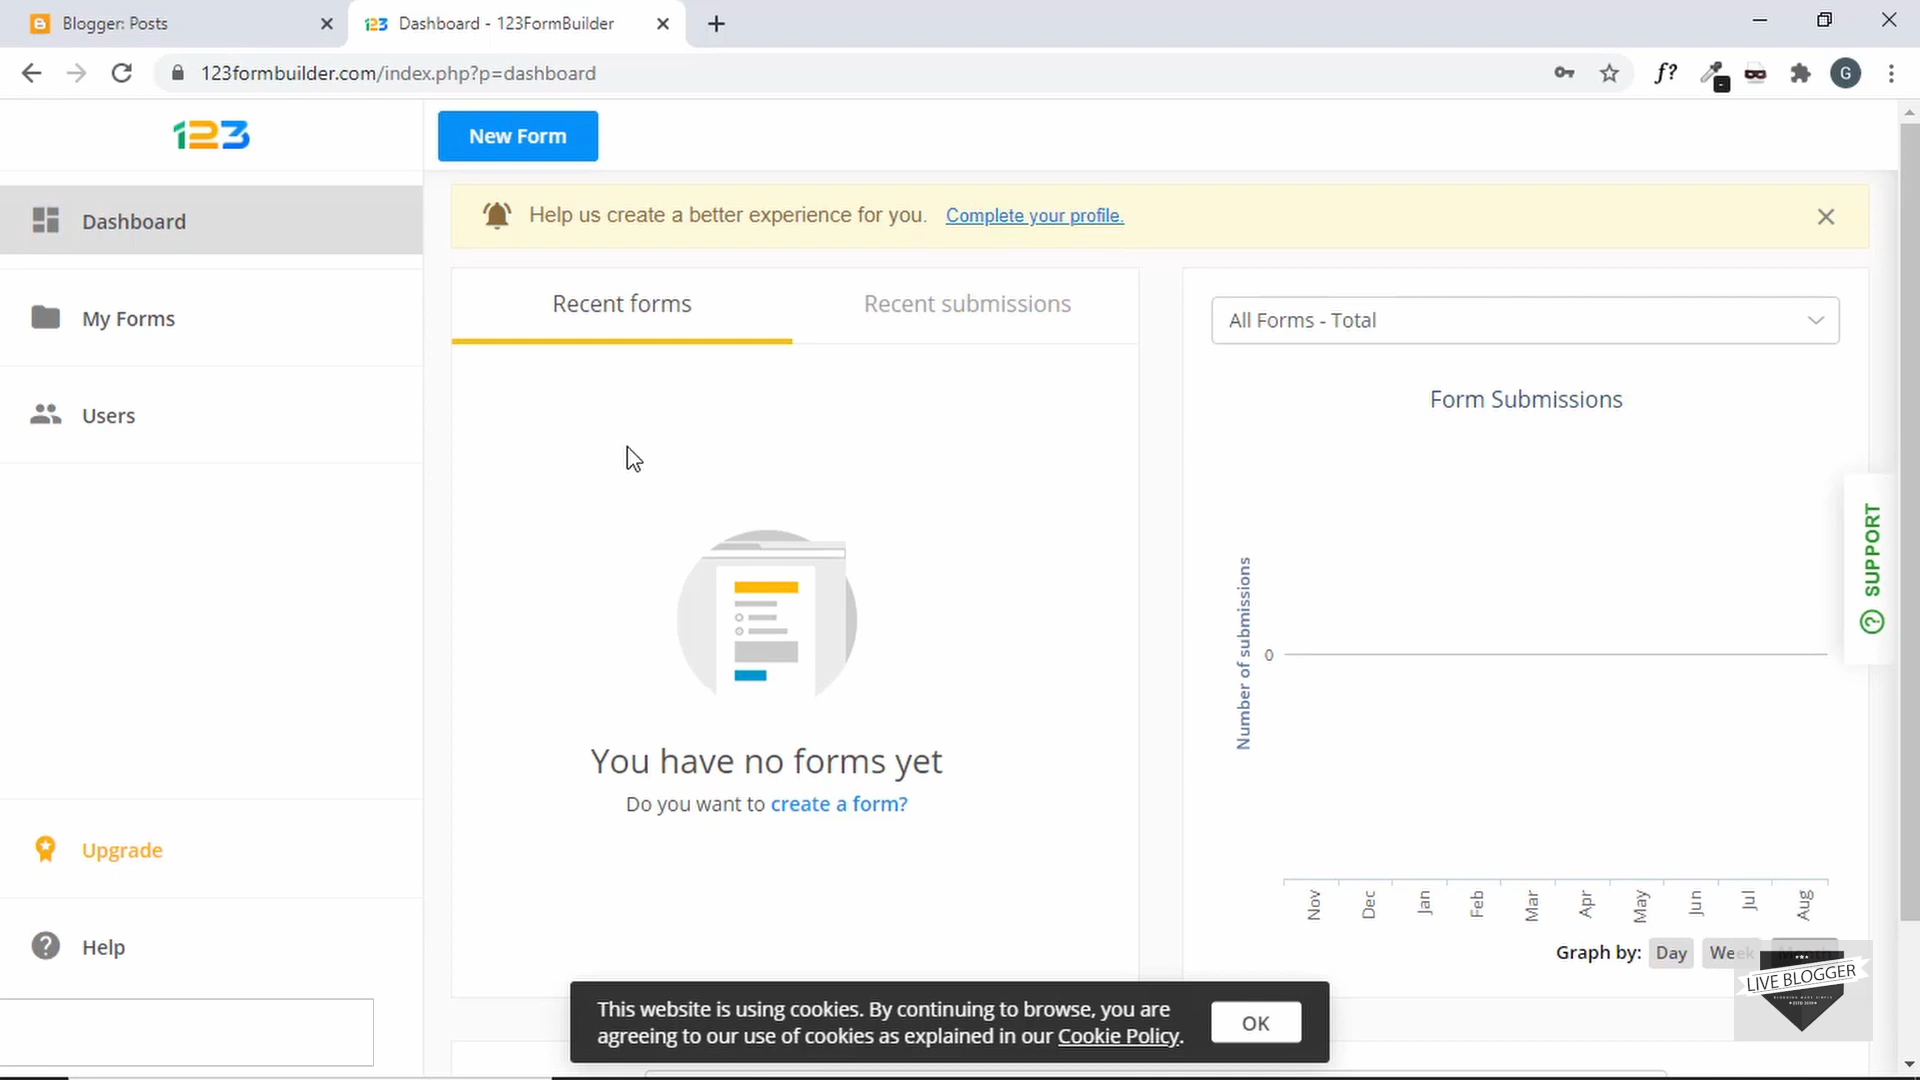 Blogger: Posts
Dashboard - 123FormBuilder
123formbuilder.com/index.php?p=dashboard
f?
G
123
New Form
Dashboard
Help us create a better experience for you. Complete your profile.
My Forms
Users
Recent forms
Recent submissions
All Forms - Total
Form Submissions
Number of submissions
0
SUPPORT
You have no forms yet
Do you want to create a form?
Nov
Dec
Jan
Feb
Mar
Apr
May
Jun
Jul
Aug
Graph by: Day Week Month
Upgrade
Help
LIVE BLOGGER
This website is using cookies. By continuing to browse, you are
agreeing to our use of cookies as explained in our Cookie Policy.
OK